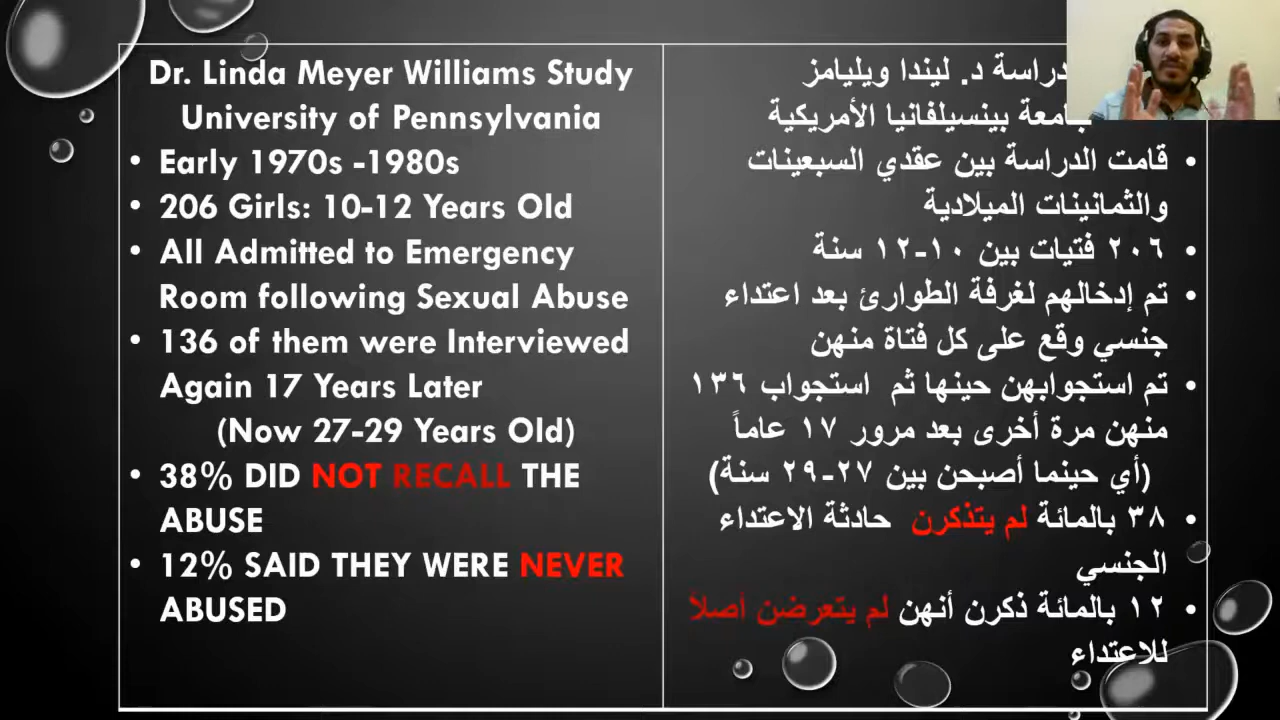 Dr. Linda Meyer Williams Study
University of Pennsylvania
• Early 1970s -1980s
• 206 Girls: 10-12 Years Old
• All Admitted to Emergency
Room following Sexual Abuse
• 136 of them were Interviewed
Again 17 Years Later
(Now 27-29 Years Old)
• 38% DID NOT RECALL THE
ABUSE
• 12% SAID THEY WERE NEVER
ABUSED
دراسة د. ليندا ويليامز
جامعة بينسيلفانيا الأمريكية
• قامت الدراسة بين عقدي السبعينات
والثمانينات الميلادية
• ٢٠٦ فتيات بين ١٠-١٢ سنة
• تم إدخالهم لغرفة الطوارئ بعد اعتداء
جنسي وقع على كل فتاة منهن
• تم استجوابهن حينها ثم استجواب ١٣٦
منهن مرة أخرى بعد مرور ١٧ عاماً
(أي حينما أصبحن بين ٢٧-٢٩ سنة)
• ٣٨ بالمائة لم يتذكرن حادثة الاعتداء
الجنسي
• ١٢ بالمائة ذكرن أنهن لم يتعرضن أصلاً
للاعتداء